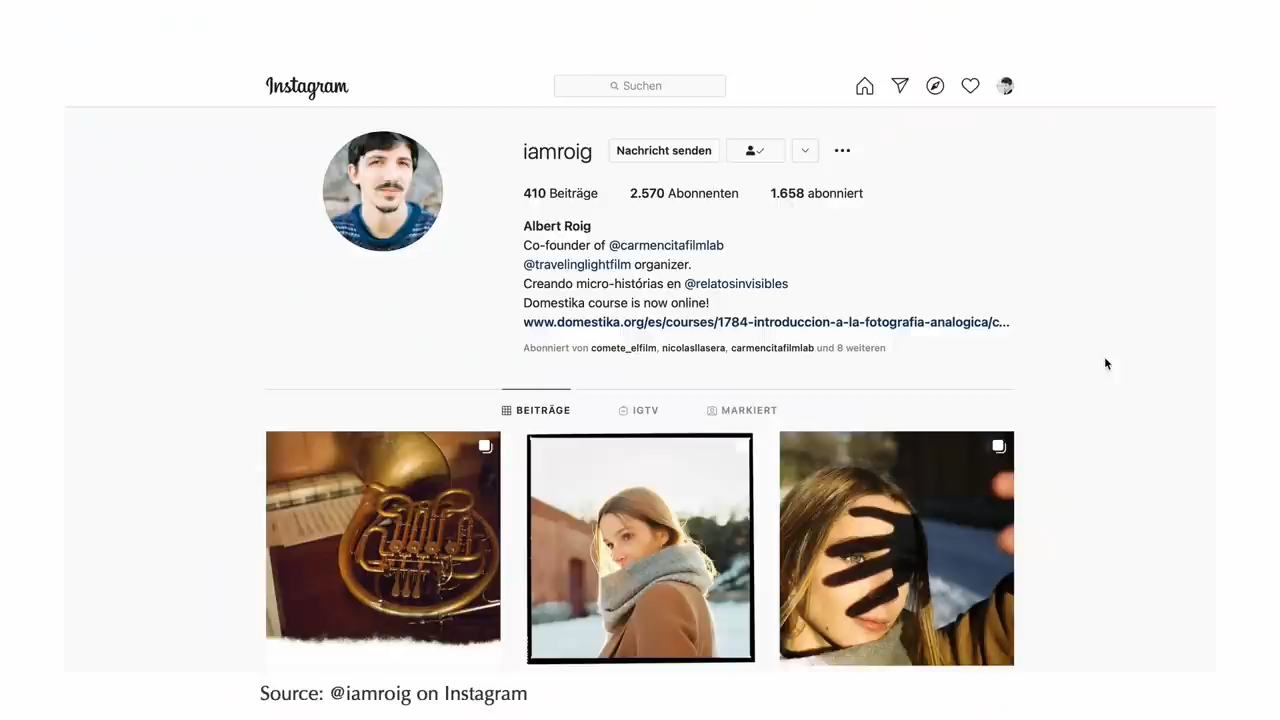 Instagram
Suchen
iamroig
Nachricht senden
410 Beiträge 2.570 Abonnenten 1.658 abonniert
Albert Roig
Co-founder of @carmencitafilmlab
@travelinglightfilm organizer.
Creando micro-histórias en @relatosinvisibles
Domestika course is now online!
www.domestika.org/es/courses/1784-introduccion-a-la-fotografia-analogica/c...
Abonniert von comete_elfilm, nicolasllasera, carmencitafilmlab und 8 weiteren
BEITRÄGE IGTV MARKIERT
Source: @iamroig on Instagram